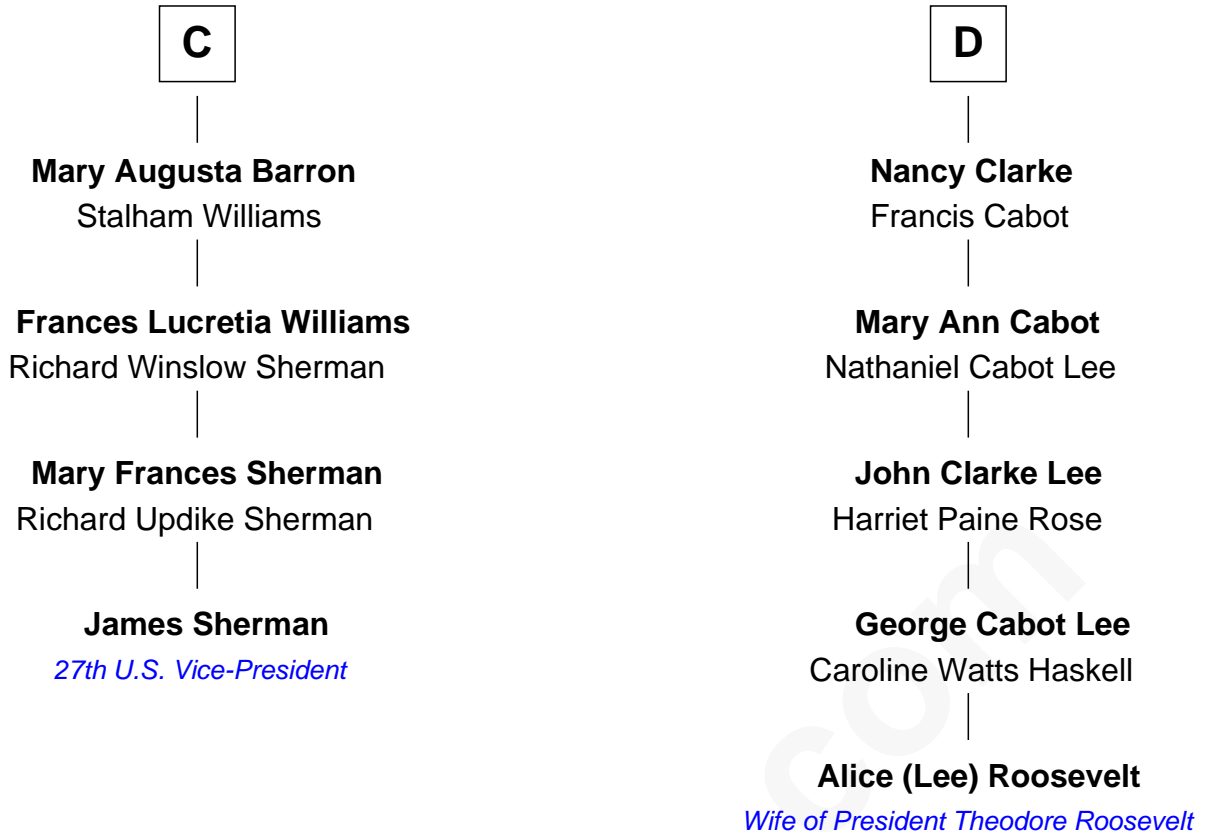 C
Mary Augusta Barron
Stalham Williams
Frances Lucretia Williams
Richard Winslow Sherman
Mary Frances Sherman
Richard Updike Sherman
James Sherman
27th U.S. Vice-President
D
Nancy Clarke
Francis Cabot
Mary Ann Cabot
Nathaniel Cabot Lee
John Clarke Lee
Harriet Paine Rose
George Cabot Lee
Caroline Watts Haskell
Alice (Lee) Roosevelt
Wife of President Theodore Roosevelt
com